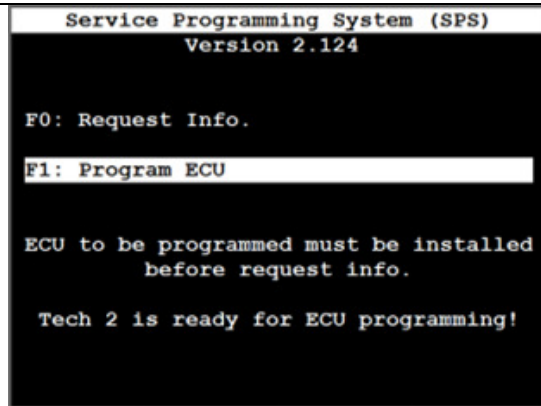 Service Programming System (SPS)
Version 2.124
F0: Request Info.
F1: Program ECU
ECU to be programmed must be installed
before request info.
Tech 2 is ready for ECU programming!